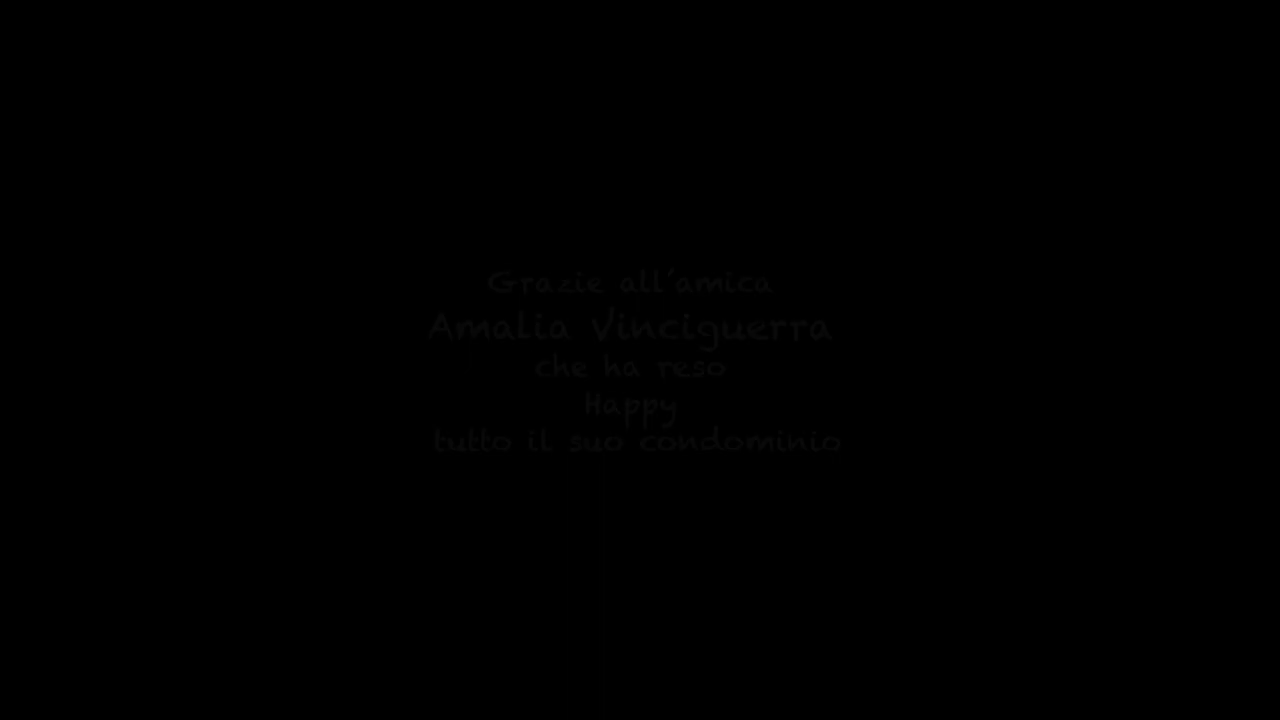 Grazie all'amica
Amalia Vinciguerra
che ha reso
Happy
tutto il suo condominio